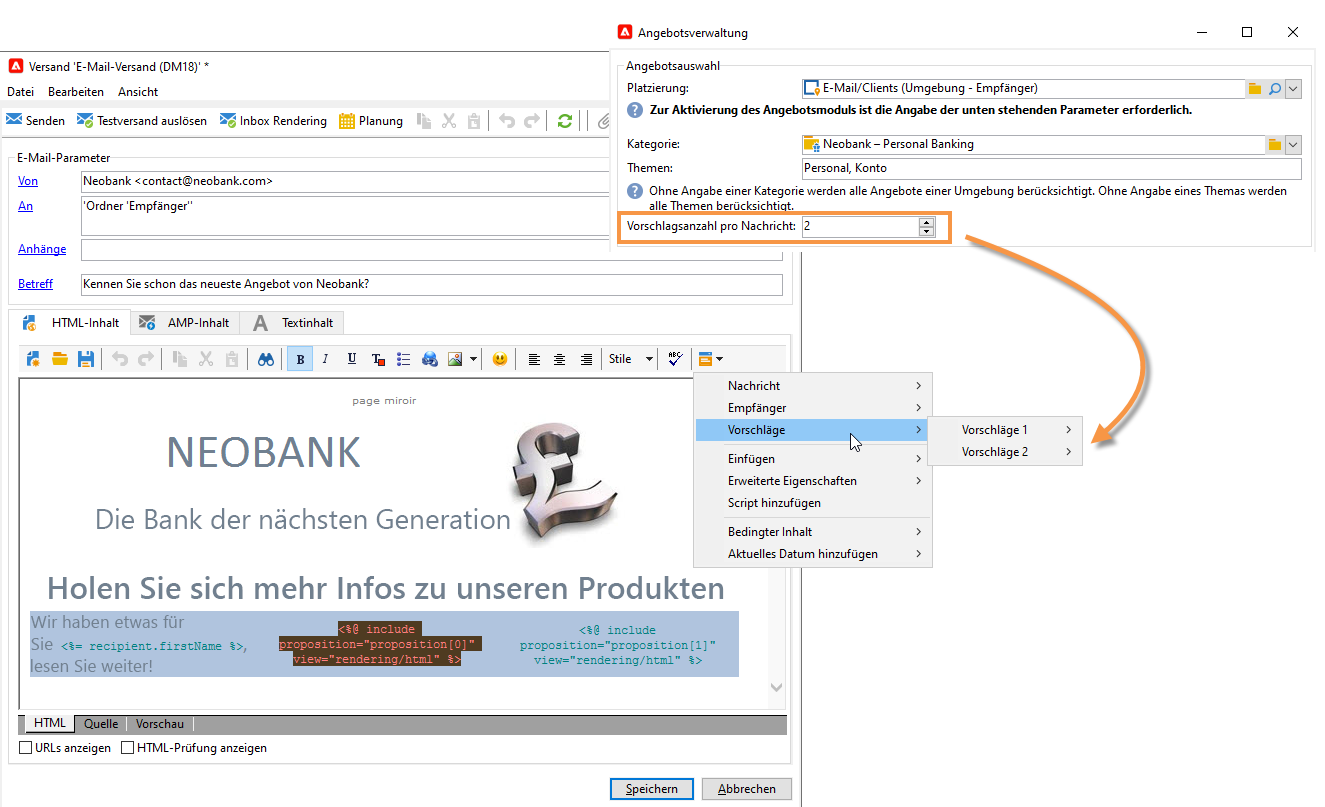 Angebotsverwaltung
Angebotsauswahl
Platzierung: E-Mail/Clients (Umgebung - Empfänger)
Zur Aktivierung des Angebotsmoduls ist die Angabe der unten stehenden Parameter erforderlich.
Kategorie: Neobank – Personal Banking
Themen: Personal, Konto
Ohne Angabe einer Kategorie werden alle Angebote einer Umgebung berücksichtigt. Ohne Angabe eines Themas werden
alle Themen berücksichtigt.
Vorschlagsanzahl pro Nachricht: 2
Versand 'E-Mail-Versand (DM18)' *
Datei Bearbeiten Ansicht
Senden Testversand auslösen Inbox Rendering Planung
E-Mail-Parameter
Von Neobank <contact@neobank.com>
An 'Ordner 'Empfänger''
Anhänge
Betreff Kennen Sie schon das neueste Angebot von Neobank?
HTML-Inhalt AMP-Inhalt A Textinhalt
B I U T Stile ABC
page miroir
NEOBANK
Die Bank der nächsten Generation
Holen Sie sich mehr Infos zu unseren Produkten
Wir haben etwas für
Sie <%= recipient.firstName %>,
lesen Sie weiter!
<%@ include
proposition="proposition[0]"
view="rendering/html" %>
<%@ include
proposition="proposition[1]"
view="rendering/html" %>
Nachricht
Empfänger
Vorschläge
Einfügen
Erweiterte Eigenschaften
Script hinzufügen
Bedingter Inhalt
Aktuelles Datum hinzufügen
Vorschläge 1
Vorschläge 2
HTML Quelle Vorschau
URLs anzeigen HTML-Prüfung anzeigen
Speichern Abbrechen